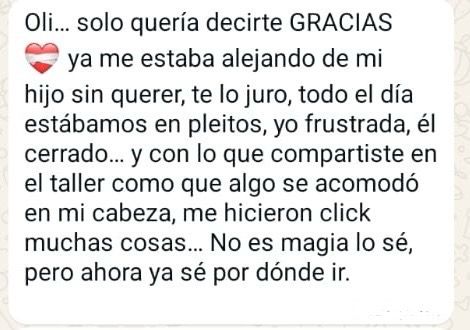 Oli... solo quería decirte GRACIAS
❤️‍🩹 ya me estaba alejando de mi
hijo sin querer, te lo juro, todo el día
estábamos en pleitos, yo frustrada, él
cerrado... y con lo que compartiste en
el taller como que algo se acomodó
en mi cabeza, me hicieron click
muchas cosas... No es magia lo sé,
pero ahora ya sé por dónde ir.